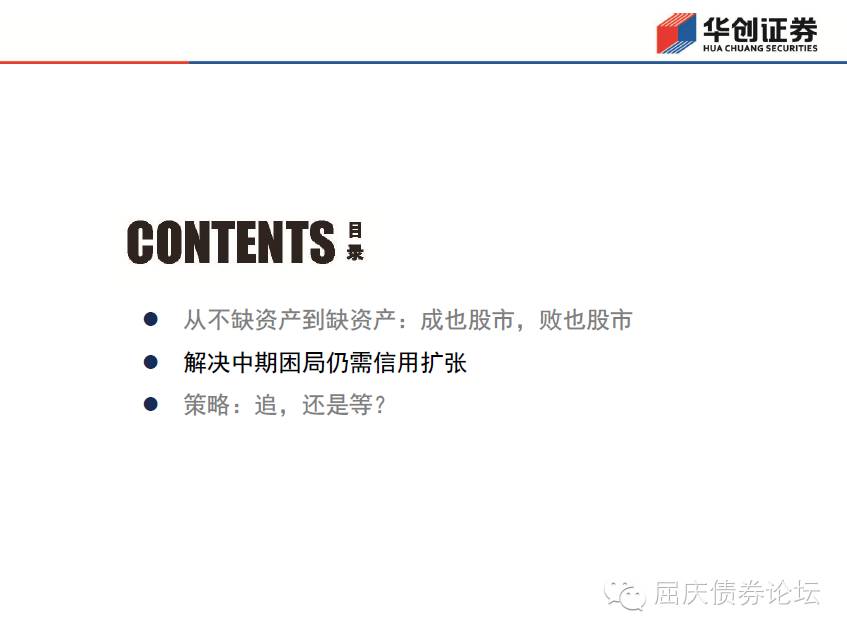 华创证券
HUA CHUANG SECURITIES
CONTENTS 目录
从不缺资产到缺资产：成也股市，败也股市
解决中期困局仍需信用扩张
策略：追，还是等？
屈庆债券论坛